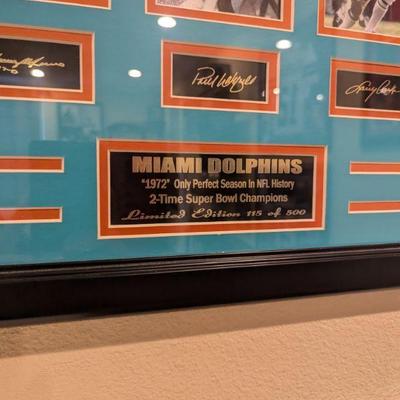 MIAMI DOLPHINS
"1972" Only Perfect Season In NFL History
2-Time Super Bowl Champions
Limited Edition 115 of 500